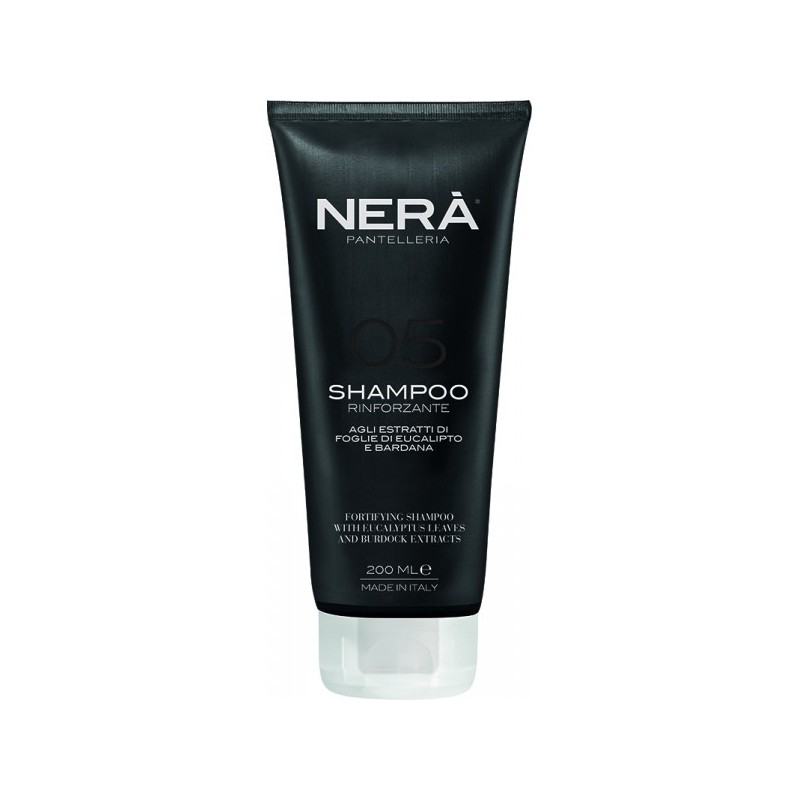 NERÀ®
PANTELLERIA
05
SHAMPOO
RINFORZANTE
AGLI ESTRATTI DI
FOGLIE DI EUCALIPTO
E BARDANA
FORTIFYING SHAMPOO
WITH EUCALYPTUS LEAVES
AND BURDOCK EXTRACTS
200 ML ℮
MADE IN ITALY